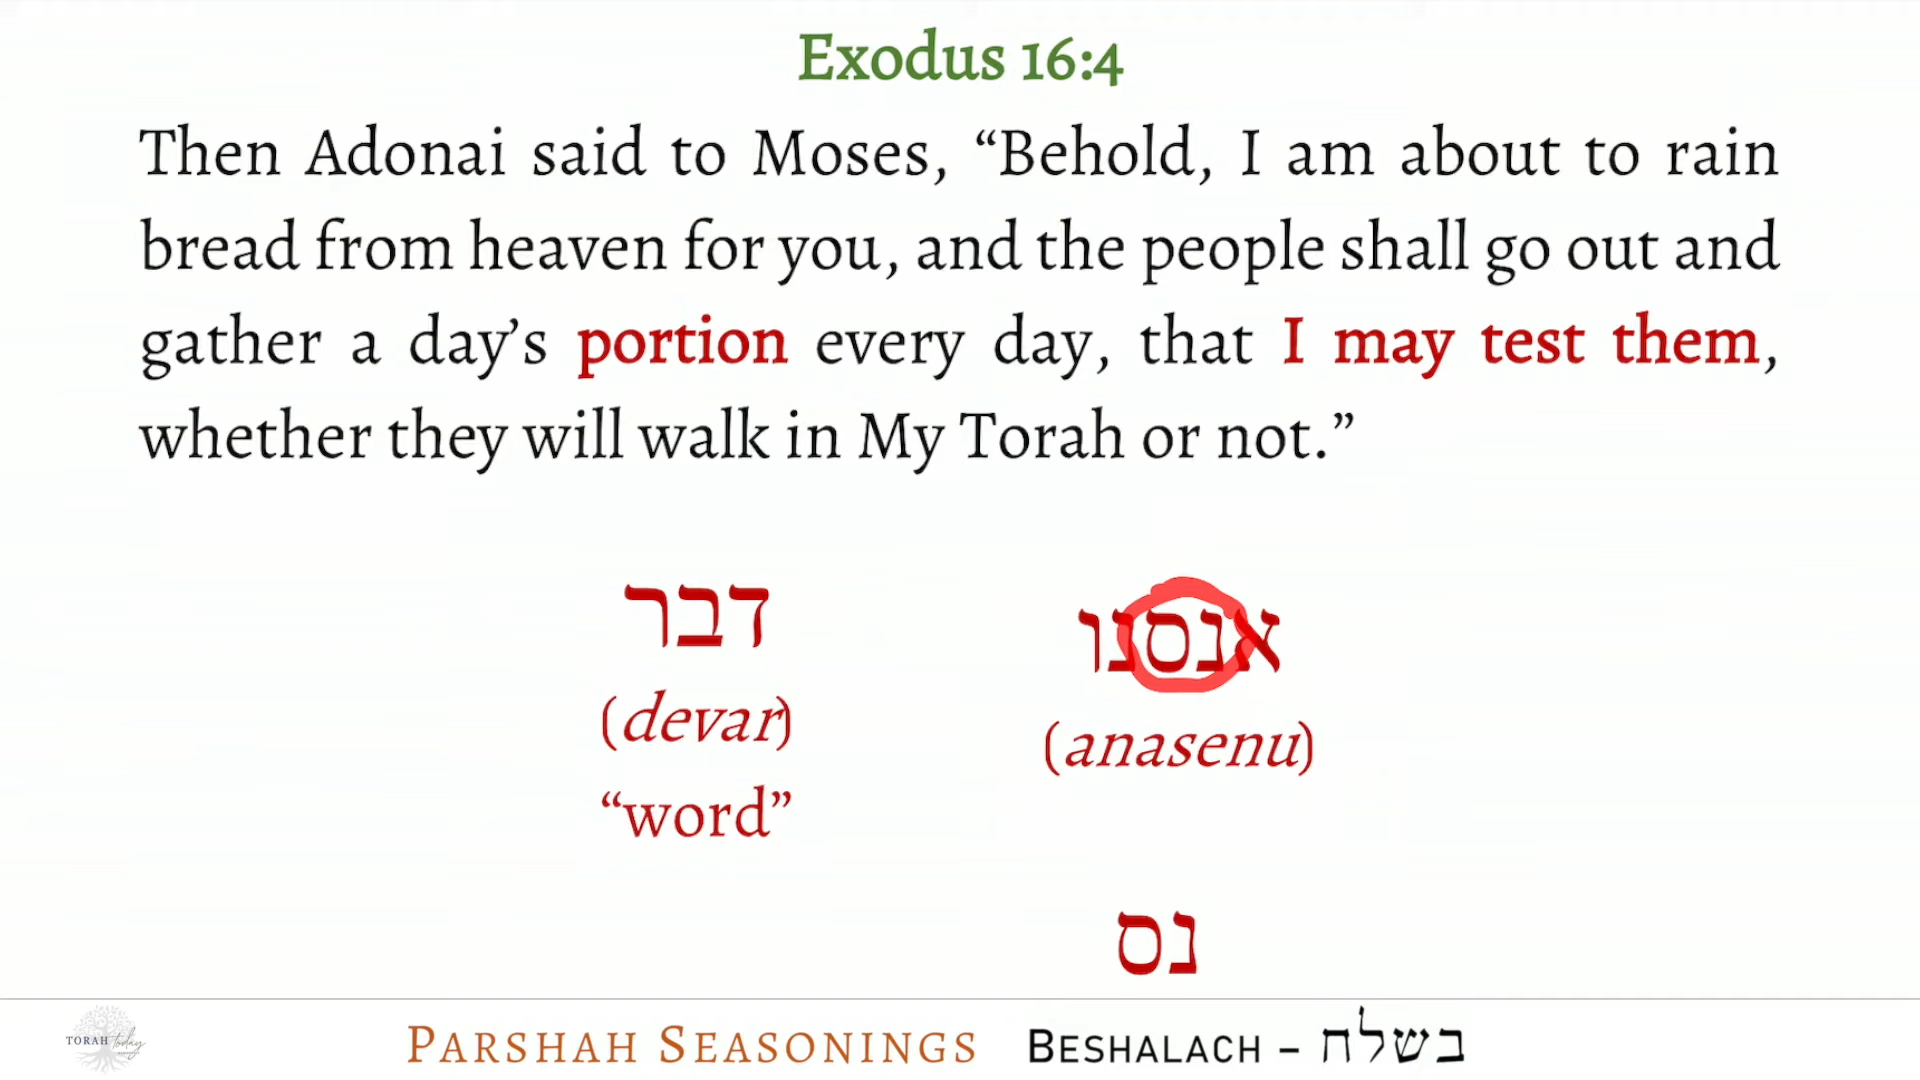 Exodus 16:4
Then Adonai said to Moses, “Behold, I am about to rain
bread from heaven for you, and the people shall go out and
gather a day’s portion every day, that I may test them,
whether they will walk in My Torah or not.”
דבר
(devar)
“word”
אנסנו
(anasenu)
נס
TORAH today
PARSHAH SEASONINGS
BESHALACH – בשלח